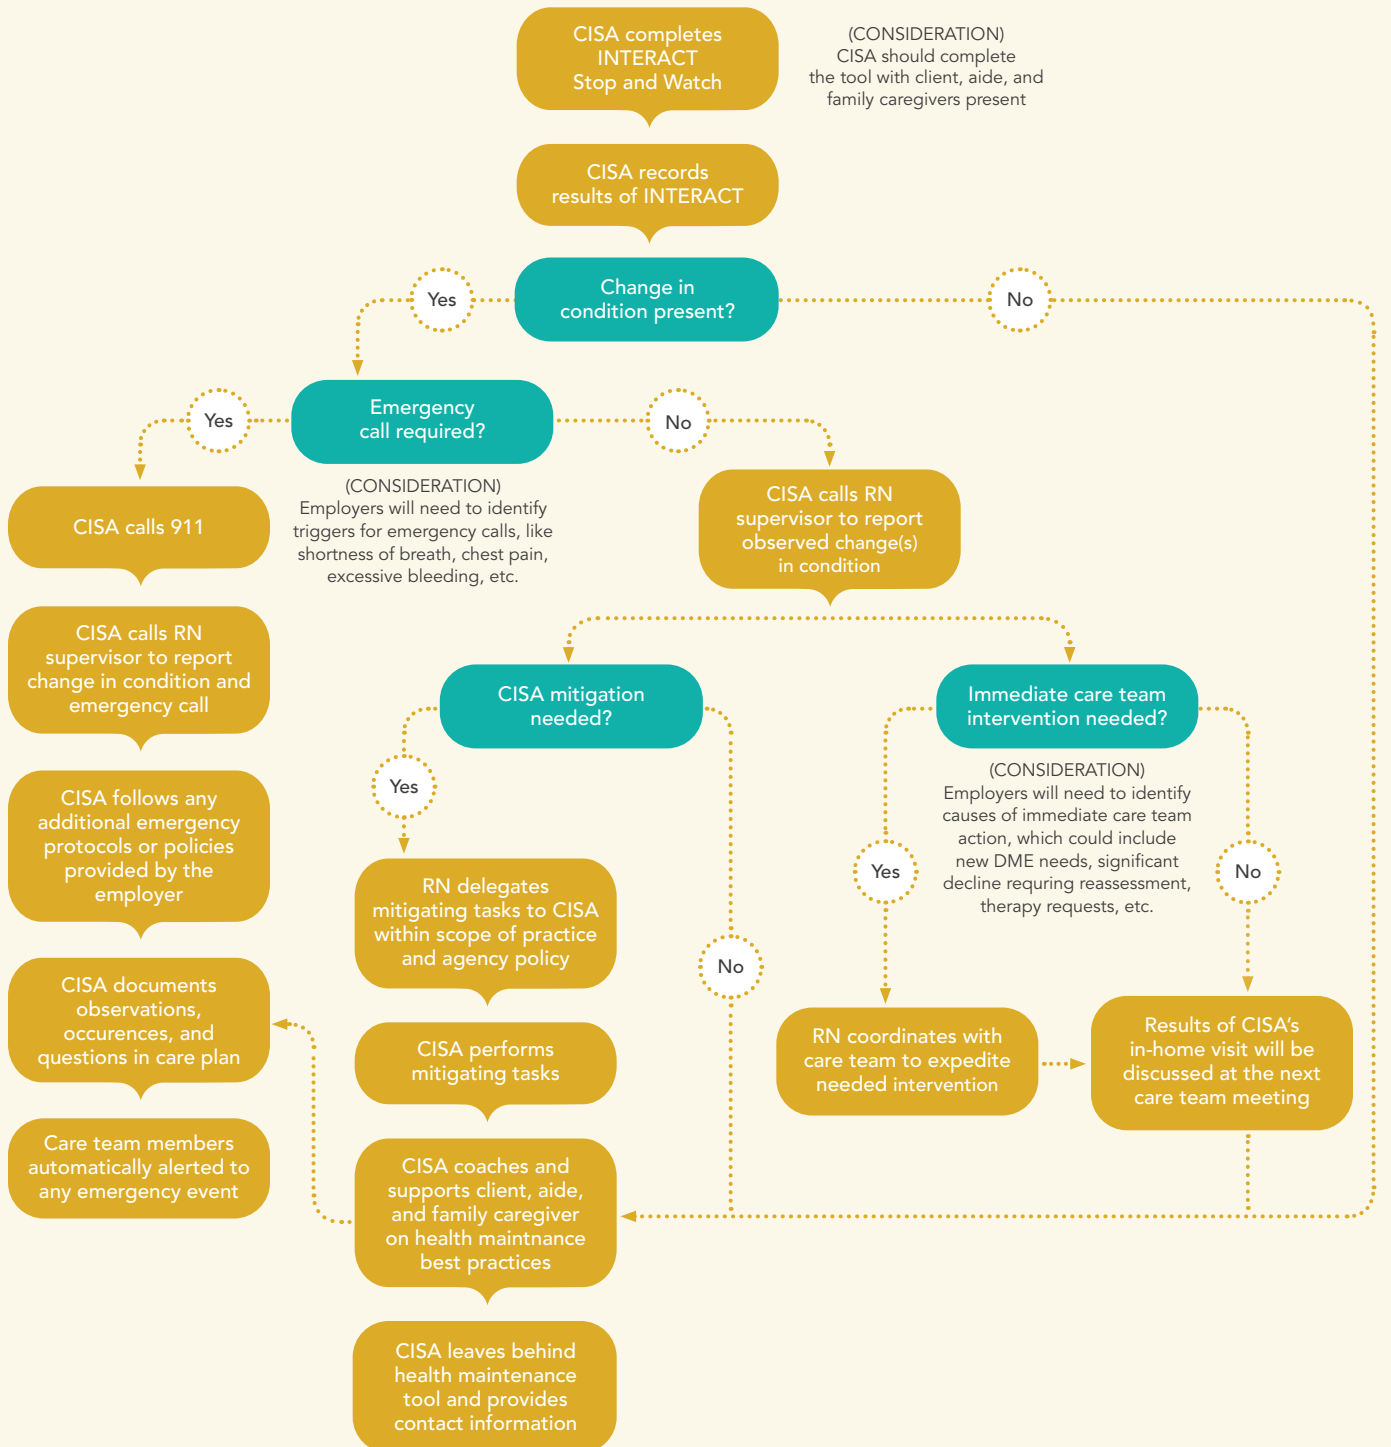 CISA completes
INTERACT
Stop and Watch
(CONSIDERATION)
CISA should complete
the tool with client, aide, and
family caregivers present
CISA records
results of INTERACT
Change in
condition present?
Yes
No
Emergency
call required?
Yes
No
(CONSIDERATION)
Employers will need to identify
triggers for emergency calls, like
shortness of breath, chest pain,
excessive bleeding, etc.
CISA calls 911
CISA calls RN
supervisor to report
observed change(s)
in condition
CISA calls RN
supervisor to report
change in condition and
emergency call
CISA mitigation
needed?
Immediate care team
intervention needed?
(CONSIDERATION)
Employers will need to identify
causes of immediate care team
action, which could include
new DME needs, significant
decline requring reassessment,
therapy requests, etc.
Yes
CISA follows any
additional emergency
protocols or policies
provided by the
employer
Yes
No
RN delegates
mitigating tasks to CISA
within scope of practice
and agency policy
No
CISA documents
observations,
occurences, and
questions in care plan
CISA performs
mitigating tasks
RN coordinates with
care team to expedite
needed intervention
Results of CISA's
in-home visit will be
discussed at the next
care team meeting
Care team members
automatically alerted to
any emergency event
CISA coaches and
supports client, aide,
and family caregiver
on health maintnance
best practices
CISA leaves behind
health maintenance
tool and provides
contact information